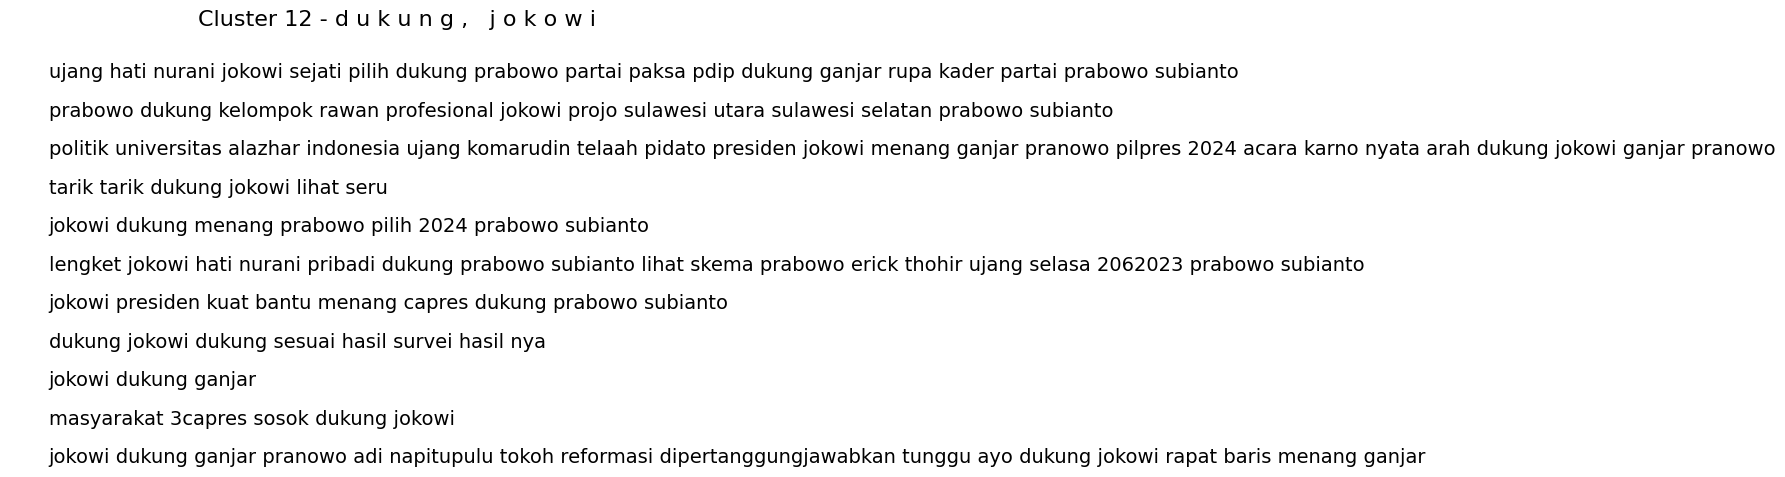 Cluster 12 - d u k u n g ,   j o k o w i
ujang hati nurani jokowi sejati pilih dukung prabowo partai paksa pdip dukung ganjar rupa kader partai prabowo subianto
prabowo dukung kelompok rawan profesional jokowi projo sulawesi utara sulawesi selatan prabowo subianto
politik universitas alazhar indonesia ujang komarudin telaah pidato presiden jokowi menang ganjar pranowo pilpres 2024 acara karno nyata arah dukung jokowi ganjar pranowo
tarik tarik dukung jokowi lihat seru
jokowi dukung menang prabowo pilih 2024 prabowo subianto
lengket jokowi hati nurani pribadi dukung prabowo subianto lihat skema prabowo erick thohir ujang selasa 2062023 prabowo subianto
jokowi presiden kuat bantu menang capres dukung prabowo subianto
dukung jokowi dukung sesuai hasil survei hasil nya
jokowi dukung ganjar
masyarakat 3capres sosok dukung jokowi
jokowi dukung ganjar pranowo adi napitupulu tokoh reformasi dipertanggungjawabkan tunggu ayo dukung jokowi rapat baris menang ganjar